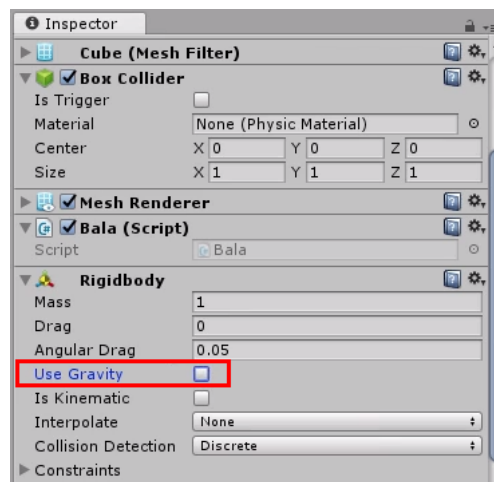 Inspector
Cube (Mesh Filter)
Box Collider
Is Trigger
Material None (Physic Material)
Center X 0 Y 0 Z 0
Size X 1 Y 1 Z 1
Mesh Renderer
Bala (Script)
Script Bala
Rigidbody
Mass 1
Drag 0
Angular Drag 0.05
Use Gravity
Is Kinematic
Interpolate None
Collision Detection Discrete
Constraints